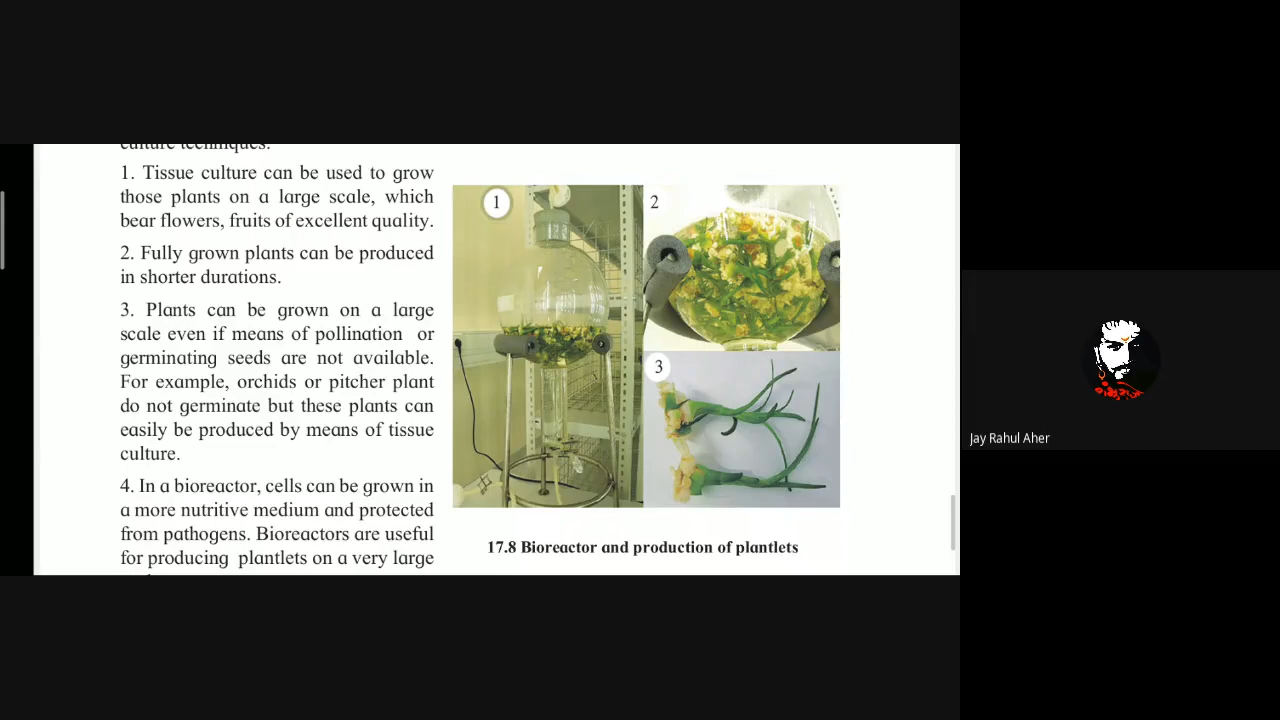 culture techniques.
1. Tissue culture can be used to grow
those plants on a large scale, which
bear flowers, fruits of excellent quality.
2. Fully grown plants can be produced
in shorter durations.
3. Plants can be grown on a large
scale even if means of pollination or
germinating seeds are not available.
For example, orchids or pitcher plant
do not germinate but these plants can
easily be produced by means of tissue
culture.
4. In a bioreactor, cells can be grown in
a more nutritive medium and protected
from pathogens. Bioreactors are useful
for producing plantlets on a very large
1
2
3
17.8 Bioreactor and production of plantlets
Jay Rahul Aher